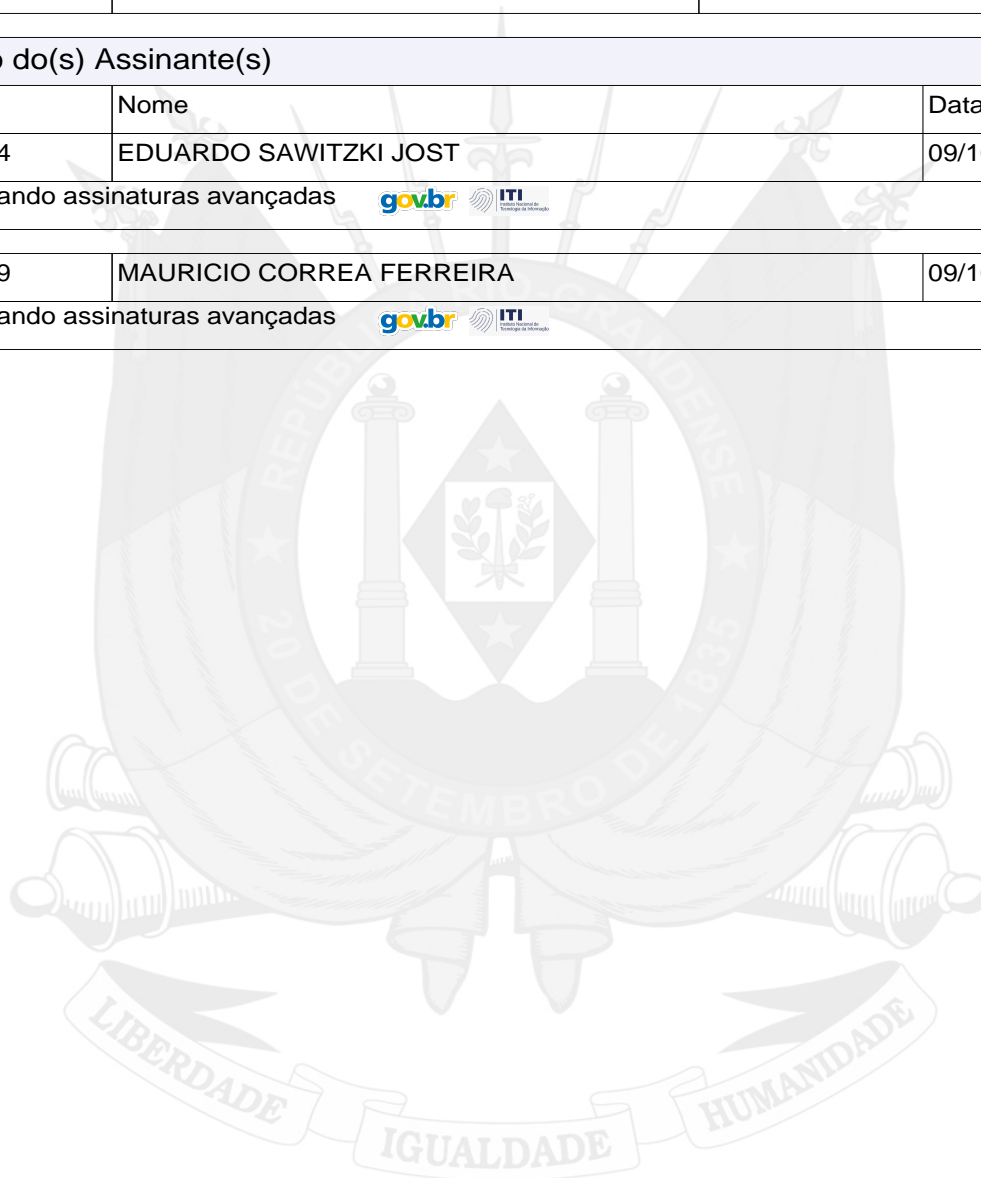 o do(s) Assinante(s)
Nome Data
4 EDUARDO SAWITZKI JOST 09/1
ando assinaturas avançadas gov.br ITI
9 MAURICIO CORREA FERREIRA 09/1
ando assinaturas avançadas gov.br ITI
REPÚBLICA RIO-GRANDENSE
20 DE SETEMBRO DE 1835
LIBERDADE
IGUALDADE
HUMANIDADE